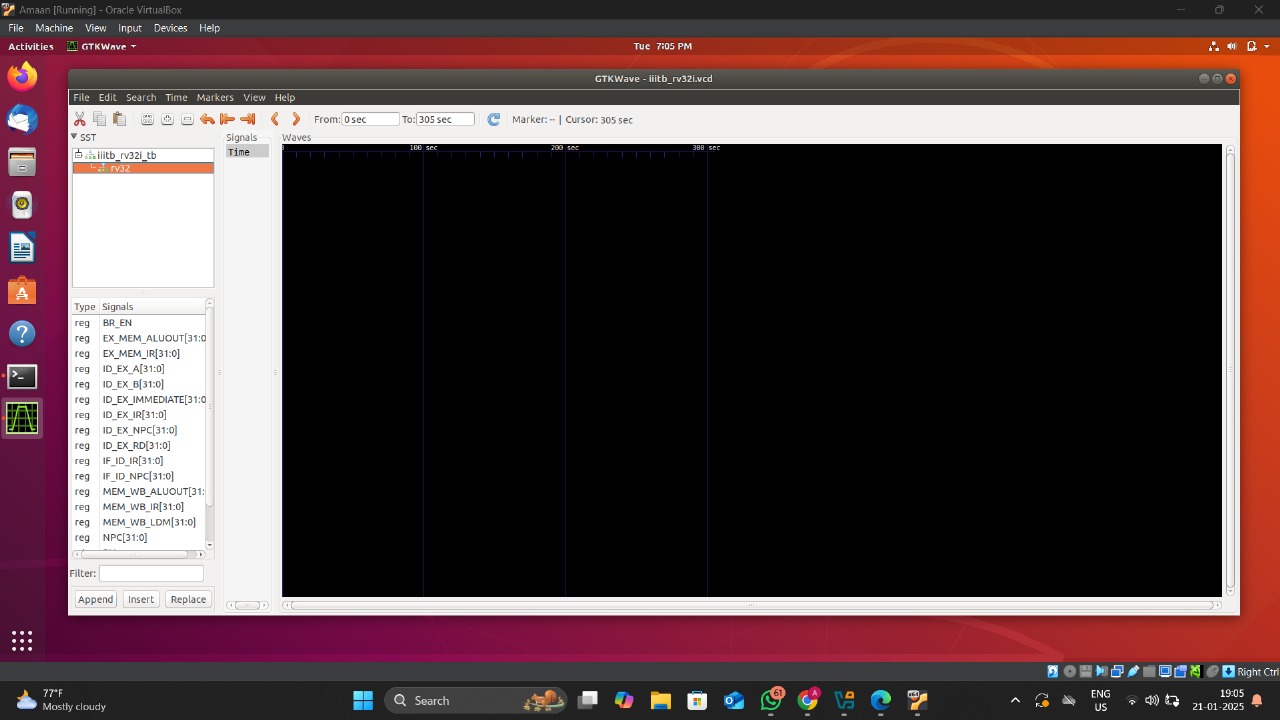 Amaan [Running] - Oracle VirtualBox
File Machine View Input Devices Help
Activities GTKWave Tue 7:05 PM
GTKWave - iiitb_rv32i.vcd
File Edit Search Time Markers View Help
From: 0 sec To: 305 sec Marker: -- | Cursor: 305 sec
SST
iiitb_rv32i_tb
rv32
Signals
Time
Waves
100 sec 200 sec 300 sec
Type Signals
reg BR_EN
reg EX_MEM_ALUOUT[31:0
reg EX_MEM_IR[31:0]
reg ID_EX_A[31:0]
reg ID_EX_B[31:0]
reg ID_EX_IMMEDIATE[31:0
reg ID_EX_IR[31:0]
reg ID_EX_NPC[31:0]
reg ID_EX_RD[31:0]
reg IF_ID_IR[31:0]
reg IF_ID_NPC[31:0]
reg MEM_WB_ALUOUT[31:
reg MEM_WB_IR[31:0]
reg MEM_WB_LDM[31:0]
reg NPC[31:0]
Filter:
Append Insert Replace
Right Ctrl
77°F
Mostly cloudy
Search
61
A
ENG
US
19:05
21-01-2025